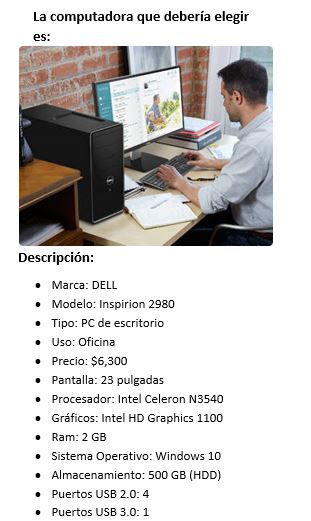 La computadora que debería elegir
es:
Descripción:
• Marca: DELL
• Modelo: Inspirion 2980
• Tipo: PC de escritorio
• Uso: Oficina
• Precio: $6,300
• Pantalla: 23 pulgadas
• Procesador: Intel Celeron N3540
• Gráficos: Intel HD Graphics 1100
• Ram: 2 GB
• Sistema Operativo: Windows 10
• Almacenamiento: 500 GB (HDD)
• Puertos USB 2.0: 4
• Puertos USB 3.0: 1